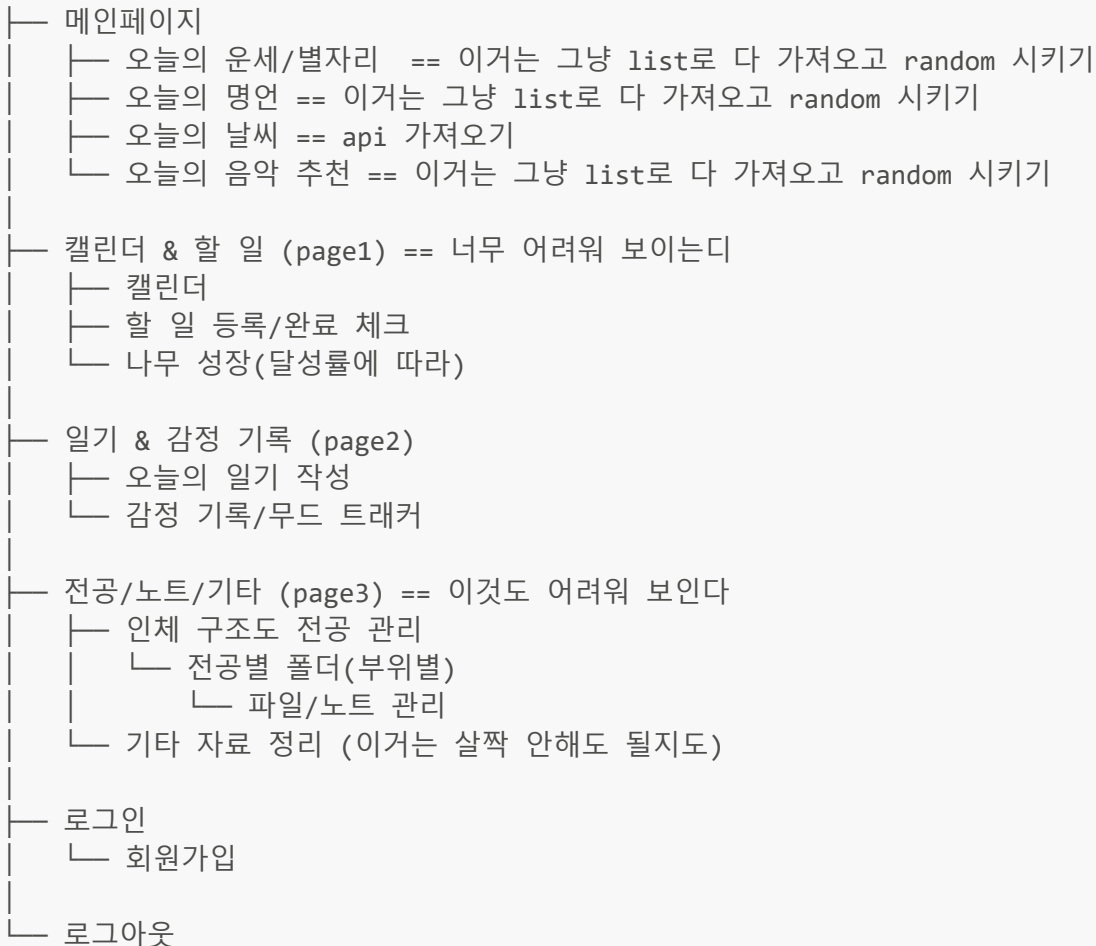 ├── 메인페이지
│   ├── 오늘의 운세/별자리  == 이거는 그냥 list로 다 가져오고 random 시키기
│   ├── 오늘의 명언 == 이거는 그냥 list로 다 가져오고 random 시키기
│   ├── 오늘의 날씨 == api 가져오기
│   └── 오늘의 음악 추천 == 이거는 그냥 list로 다 가져오고 random 시키기
│
├── 캘린더 & 할 일 (page1) == 너무 어려워 보이는디
│   ├── 캘린더
│   ├── 할 일 등록/완료 체크
│   └── 나무 성장(달성률에 따라)
│
├── 일기 & 감정 기록 (page2)
│   ├── 오늘의 일기 작성
│   └── 감정 기록/무드 트래커
│
├── 전공/노트/기타 (page3) == 이것도 어려워 보인다
│   ├── 인체 구조도 전공 관리
│   │   └── 전공별 폴더(부위별)
│   │       └── 파일/노트 관리
│   └── 기타 자료 정리 (이거는 살짝 안해도 될지도)
│
├── 로그인
│   └── 회원가입
│
└── 로그아웃